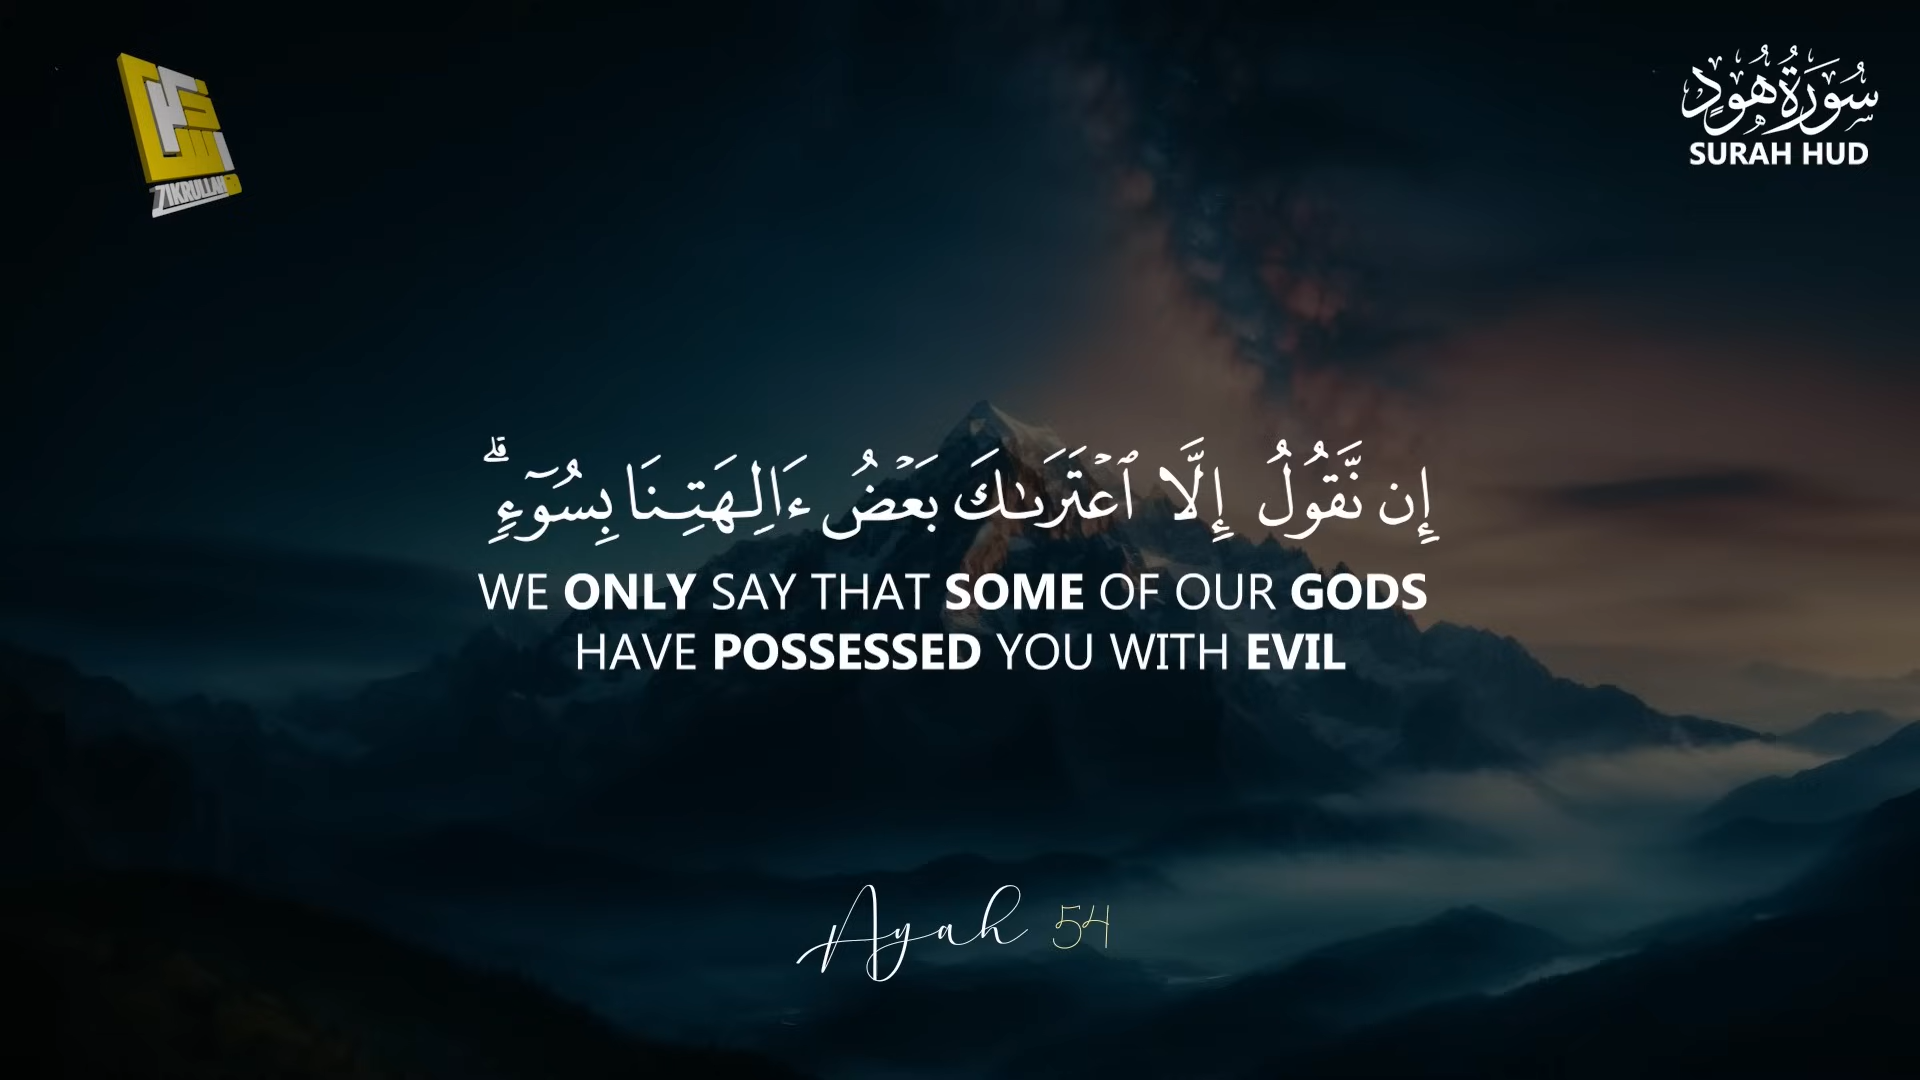 ZIKRULLAH
سُورَةُ هُودٍ
SURAH HUD
إِن نَّقُولُ إِلَّا ٱعْتَرَىٰكَ بَعْضُ ءَالِهَتِنَا بِسُوٓءٍۢ ۗ
WE ONLY SAY THAT SOME OF OUR GODS
HAVE POSSESSED YOU WITH EVIL
Ayah 54